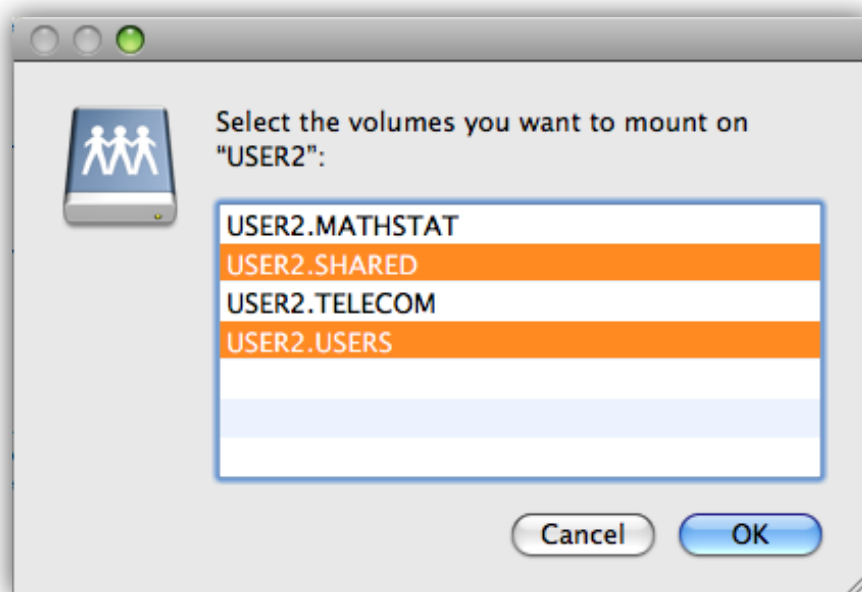 Select the volumes you want to mount on
“USER2”:
USER2.MATHSTAT
USER2.SHARED
USER2.TELECOM
USER2.USERS
Cancel OK